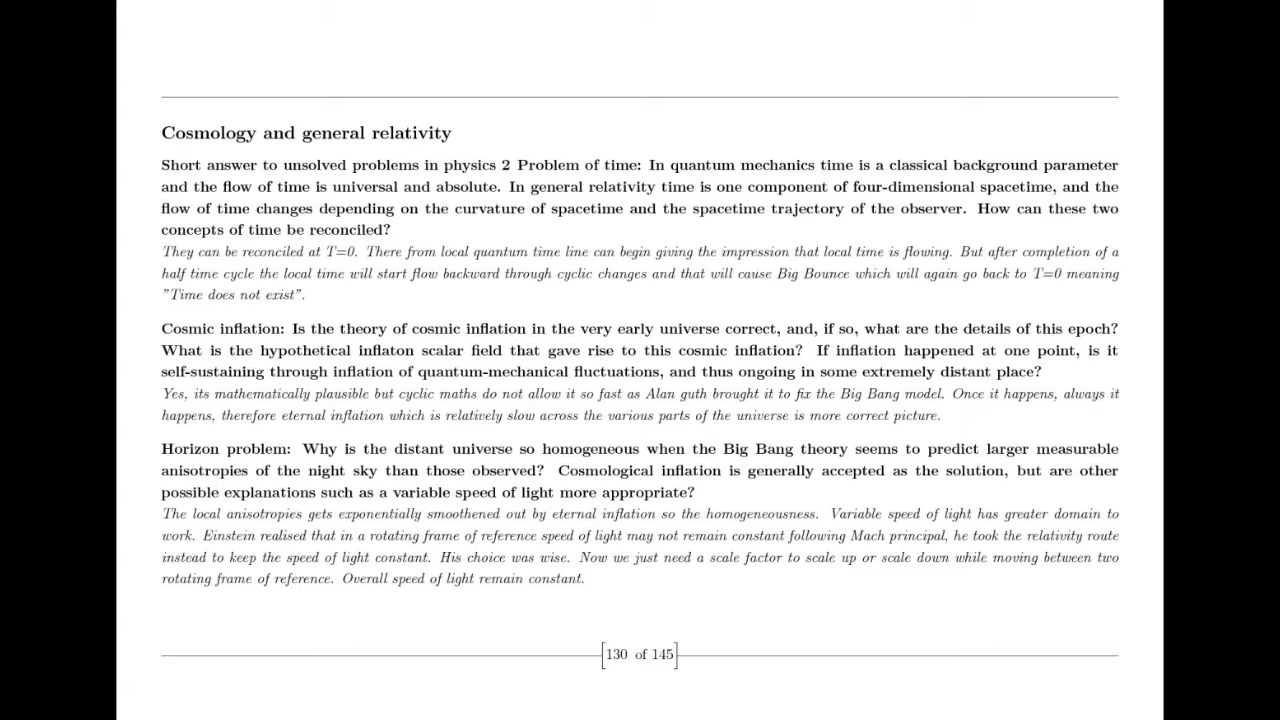 Cosmology and general relativity
Short answer to unsolved problems in physics 2 Problem of time: In quantum mechanics time is a classical background parameter
and the flow of time is universal and absolute. In general relativity time is one component of four-dimensional spacetime, and the
flow of time changes depending on the curvature of spacetime and the spacetime trajectory of the observer. How can these two
concepts of time be reconciled?
They can be reconciled at T=0. There from local quantum time line can begin giving the impression that local time is flowing. But after completion of a
half time cycle the local time will start flow backward through cyclic changes and that will cause Big Bounce which will again go back to T=0 meaning
"Time does not exist".
Cosmic inflation: Is the theory of cosmic inflation in the very early universe correct, and, if so, what are the details of this epoch?
What is the hypothetical inflaton scalar field that gave rise to this cosmic inflation? If inflation happened at one point, is it
self-sustaining through inflation of quantum-mechanical fluctuations, and thus ongoing in some extremely distant place?
Yes, its mathematically plausible but cyclic maths do not allow it so fast as Alan guth brought it to fix the Big Bang model. Once it happens, always it
happens, therefore eternal inflation which is relatively slow across the various parts of the universe is more correct picture.
Horizon problem: Why is the distant universe so homogeneous when the Big Bang theory seems to predict larger measurable
anisotropies of the night sky than those observed? Cosmological inflation is generally accepted as the solution, but are other
possible explanations such as a variable speed of light more appropriate?
The local anisotropies gets exponentially smoothened out by eternal inflation so the homogeneousness. Variable speed of light has greater domain to
work. Einstein realised that in a rotating frame of reference speed of light may not remain constant following Mach principal, he took the relativity route
instead to keep the speed of light constant. His choice was wise. Now we just need a scale factor to scale up or scale down while moving between two
rotating frame of reference. Overall speed of light remain constant.
130 of 145